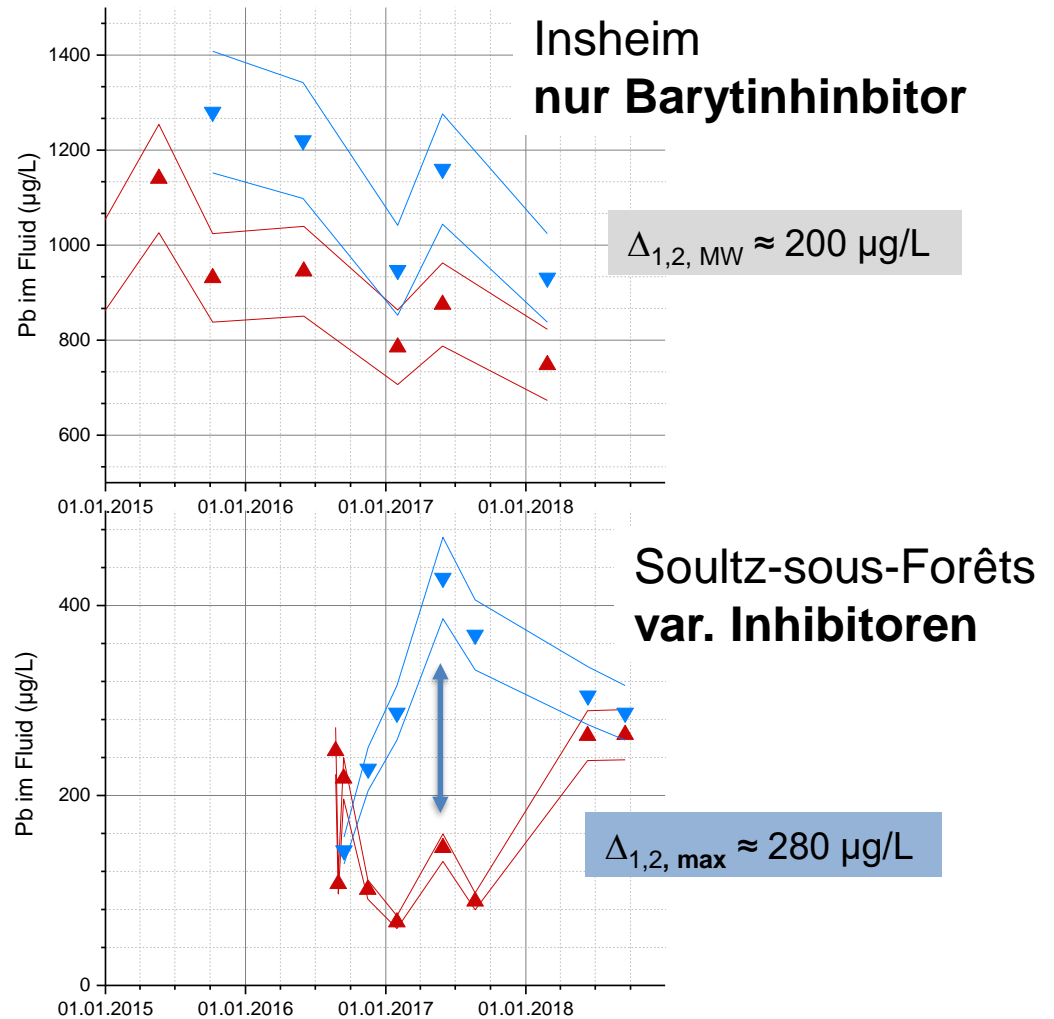 Insheim
nur Barytinhinbitor
Pb im Fluid (µg/L)
1400
1200
1000
800
600
Δ1,2, MW ≈ 200 µg/L
01.01.2015 01.01.2016 01.01.2017 01.01.2018
Soultz-sous-Forêts
var. Inhibitoren
Pb im Fluid (µg/L)
400
200
0
Δ1,2, max ≈ 280 µg/L
01.01.2015 01.01.2016 01.01.2017 01.01.2018